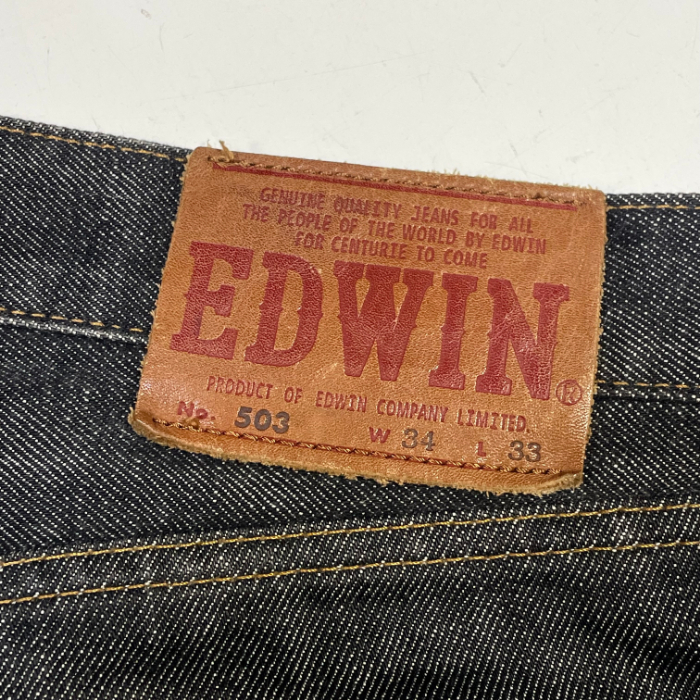 GENUINE QUALITY JEANS FOR ALL
THE PEOPLE OF THE WORLD BY EDWIN
FOR CENTURIE TO COME
EDWIN®
PRODUCT OF EDWIN COMPANY LIMITED.
No. 503 W 34 L 33